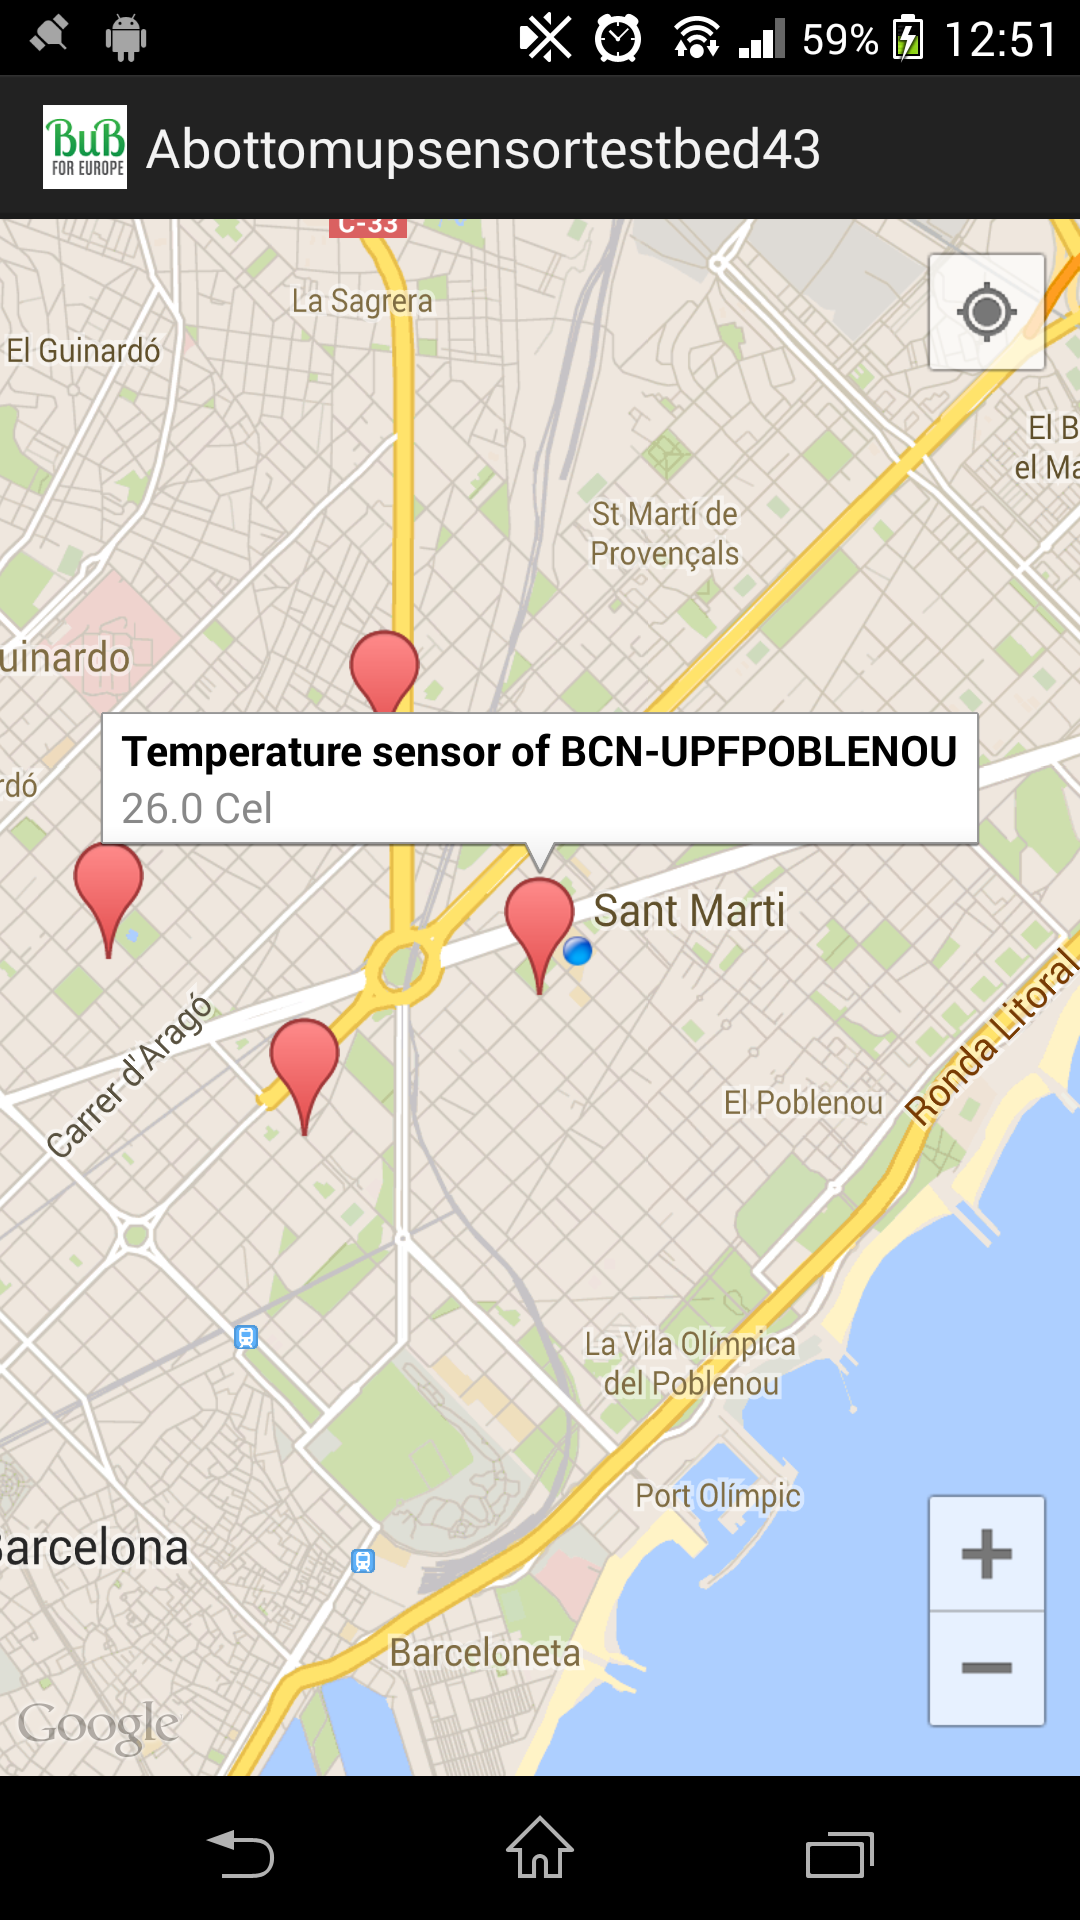 59% 12:51
BuB
FOR EUROPE
Abottomupsensortestbed43
C-33
La Sagrera
El Guinardó
El B
el Ma
St Martí de
Provençals
uinardo
Temperature sensor of BCN-UPFPOBLENOU
26.0 Cel
rdó
Sant Marti
Carrer d'Aragó
Ronda Litoral
El Poblenou
La Vila Olímpica
del Poblenou
Port Olímpic
Barcelona
Barceloneta
Google